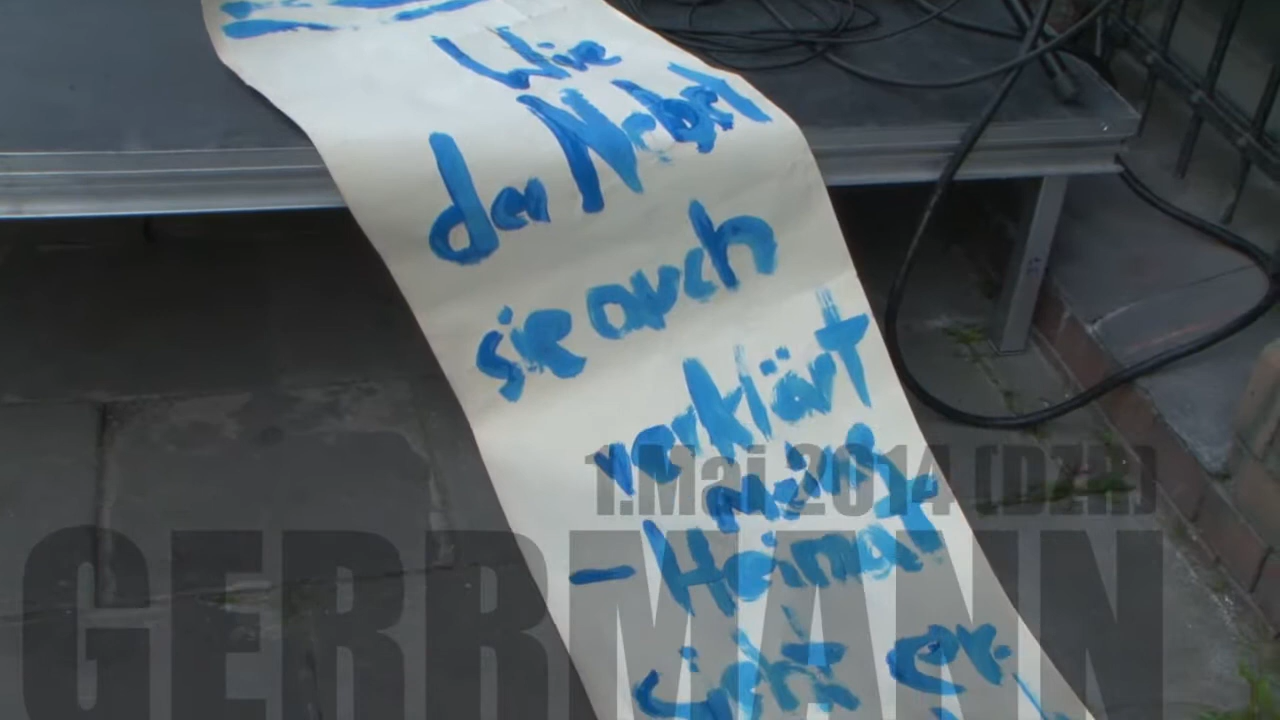 Wie
der Nebel
sie auch
verklärt
- Heimat
1.Mai 2014 (DZH)
GERRMANN